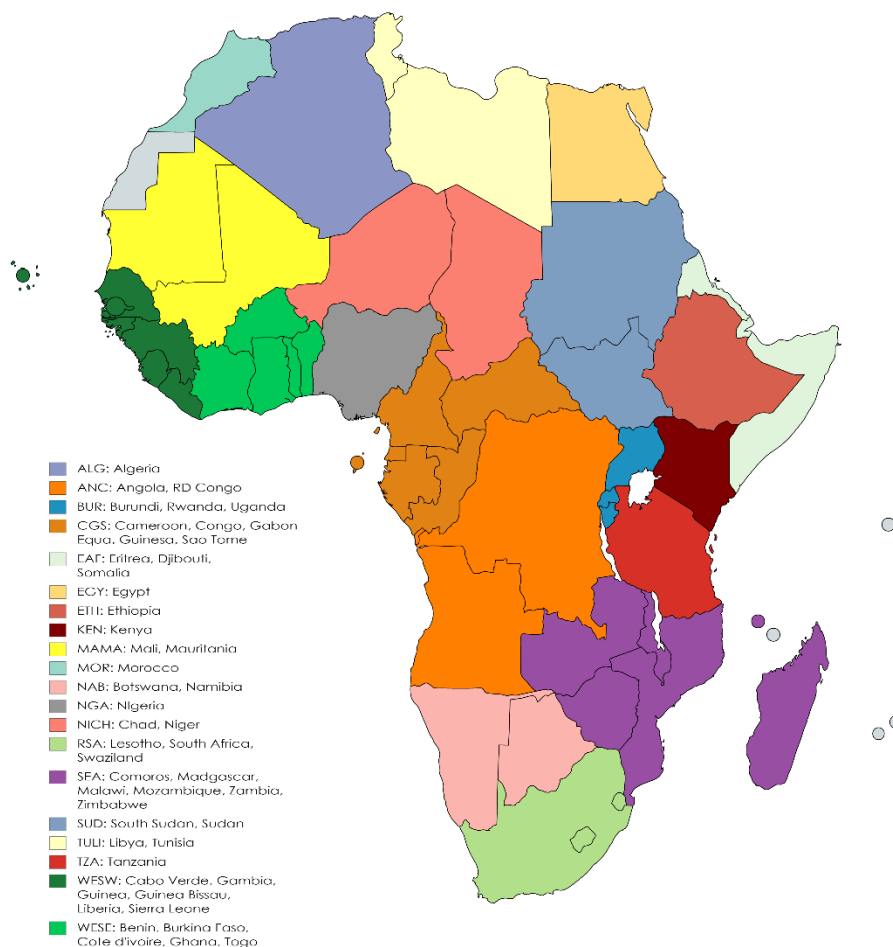 ALG: Algeria
ANC: Angola, RD Congo
BUR: Burundi, Rwanda, Uganda
CGS: Cameroon, Congo, Gabon
Equa. Guinesa, Sao Tome
EAF: Eritrea, Djibouti,
Somalia
EGY: Egypt
ETH: Ethiopia
KEN: Kenya
MAMA: Mali, Mauritania
MOR: Morocco
NAB: Botswana, Namibia
NGA: NIgeria
NICH: Chad, Niger
RSA: Lesotho, South Africa,
Swaziland
SEA: Comoros, Madgascar,
Malawi, Mozambique, Zambia,
Zimbabwe
SUD: South Sudan, Sudan
TULI: Libya, Tunisia
TZA: Tanzania
WESW: Cabo Verde, Gambia,
Guinea, Guinea Bissau,
Liberia, Sierra Leone
WESE: Benin, Burkina Faso,
Cote d'ivoire, Ghana, Togo